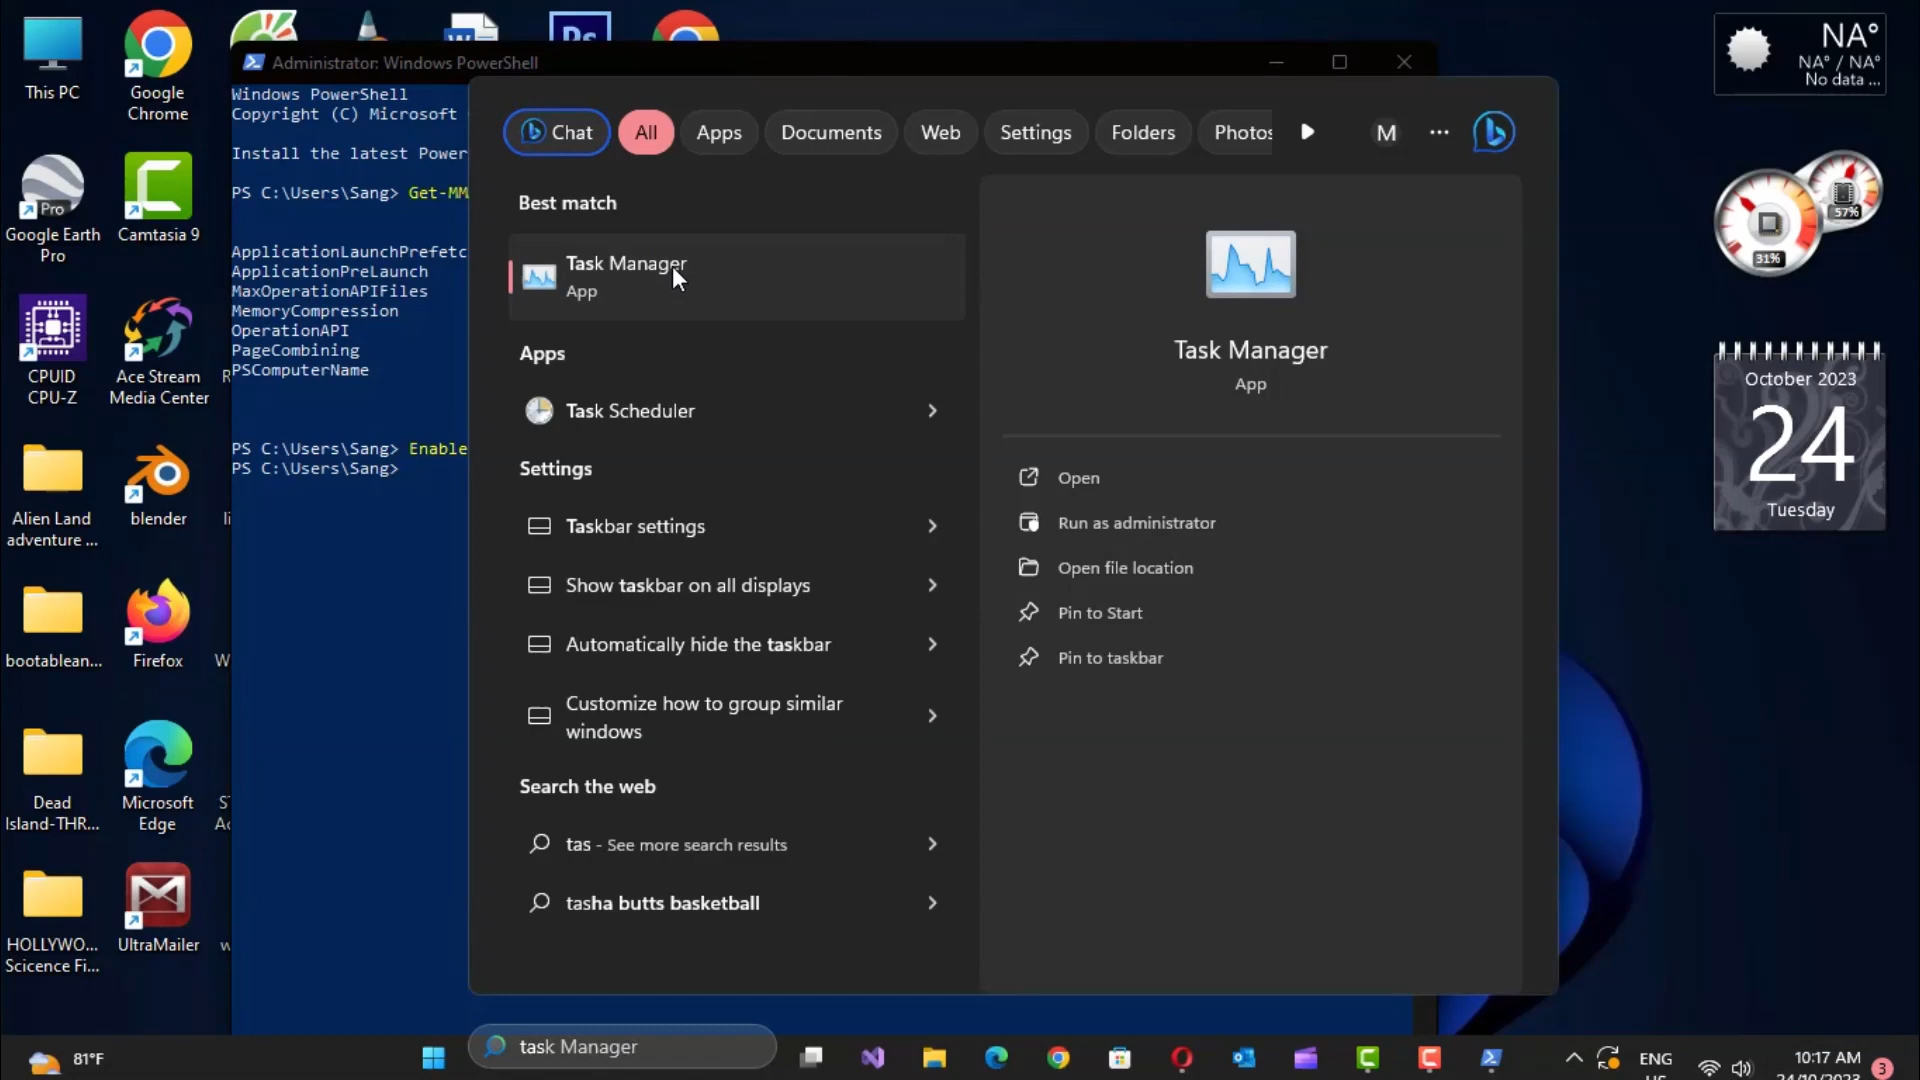 This PC
Google
Chrome
Pro
Google Earth
Pro
Camtasia 9
CPUID
CPU-Z
Ace Stream
Media Center
Alien Land
adventure ...
blender
bootablean...
Firefox
Dead
Island-THR...
Microsoft
Edge
HOLLYWO...
Scicence Fi...
UltraMailer
Ps
Administrator: Windows PowerShell
Windows PowerShell
Copyright (C) Microsoft
Install the latest Power
PS C:\Users\Sang> Get-MM
ApplicationLaunchPrefetc
ApplicationPreLaunch
MaxOperationAPIFiles
MemoryCompression
OperationAPI
PageCombining
PSComputerName
PS C:\Users\Sang> Enable
PS C:\Users\Sang>
Chat All Apps Documents Web Settings Folders Photos M ...
Best match
Task Manager
App
Apps
Task Scheduler
Settings
Taskbar settings
Show taskbar on all displays
Automatically hide the taskbar
Customize how to group similar
windows
Search the web
tas - See more search results
tasha butts basketball
Task Manager
App
Open
Run as administrator
Open file location
Pin to Start
Pin to taskbar
NA°
NA° / NA°
No data ...
57%
31%
October 2023
24
Tuesday
81°F
task Manager
ENG
10:17 AM
24/10/2023
3